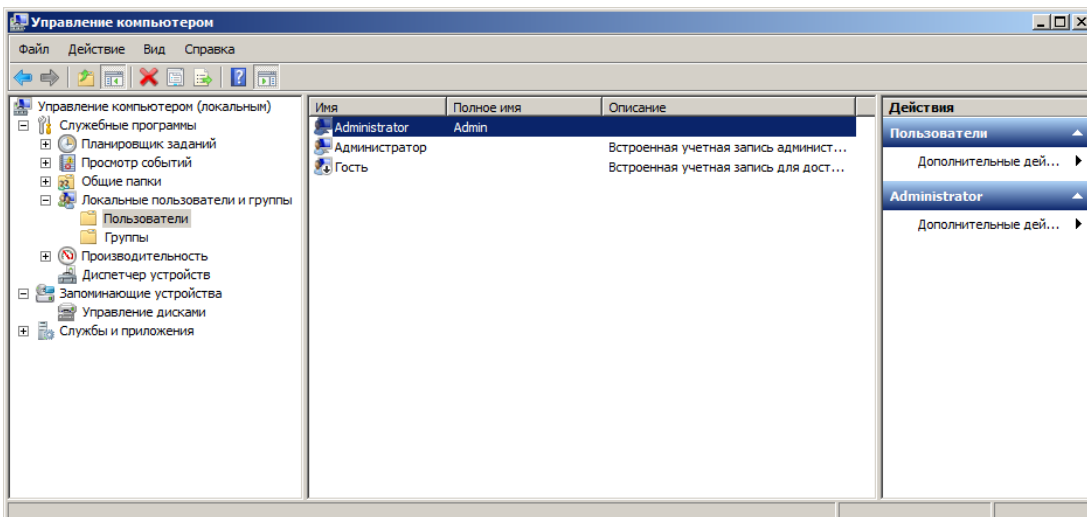 Управление компьютером
Файл Действие Вид Справка
Управление компьютером (локальным)
Служебные программы
Планировщик заданий
Просмотр событий
Общие папки
Локальные пользователи и группы
Пользователи
Группы
Производительность
Диспетчер устройств
Запоминающие устройства
Управление дисками
Службы и приложения
Имя Полное имя Описание
Administrator Admin
Администратор Встроенная учетная запись админист...
Гость Встроенная учетная запись для дост...
Действия
Пользователи
Дополнительные дей...
Administrator
Дополнительные дей...